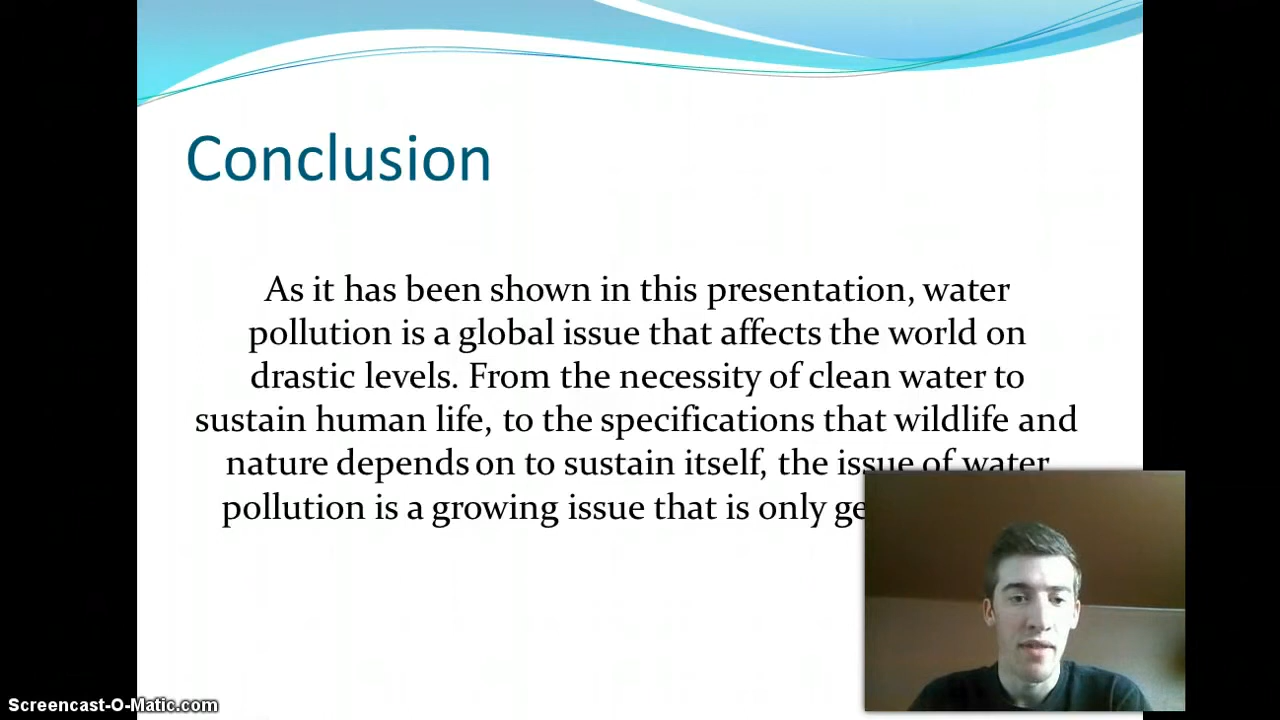 Conclusion
As it has been shown in this presentation, water
pollution is a global issue that affects the world on
drastic levels. From the necessity of clean water to
sustain human life, to the specifications that wildlife and
nature depends on to sustain itself, the issue of water
pollution is a growing issue that is only
Screencast-O-Matic.com